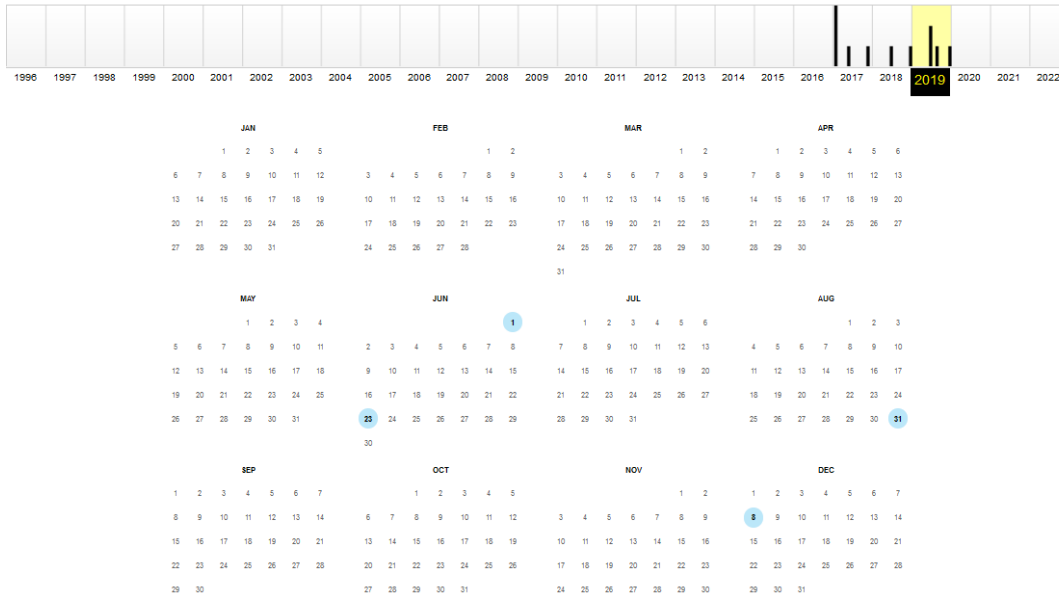 1996 1997 1998 1999 2000 2001 2002 2003 2004 2005 2006 2007 2008 2009 2010 2011 2012 2013 2014 2015 2016 2017 2018 2019 2020 2021 2022
JAN FEB MAR APR
1 2 3 4 5 1 2 1 2 1 2 3 4 5 6
6 7 8 9 10 11 12 3 4 5 6 7 8 9 3 4 5 6 7 8 9 7 8 9 10 11 12 13
13 14 15 16 17 18 19 10 11 12 13 14 15 16 10 11 12 13 14 15 16 14 15 16 17 18 19 20
20 21 22 23 24 25 26 17 18 19 20 21 22 23 17 18 19 20 21 22 23 21 22 23 24 25 26 27
27 28 29 30 31 24 25 26 27 28 24 25 26 27 28 29 30 28 29 30
31
MAY JUN JUL AUG
1 2 3 4 1 1 2 3 4 5 6 1 2 3
5 6 7 8 9 10 11 2 3 4 5 6 7 8 7 8 9 10 11 12 13 4 5 6 7 8 9 10
12 13 14 15 16 17 18 9 10 11 12 13 14 15 14 15 16 17 18 19 20 11 12 13 14 15 16 17
19 20 21 22 23 24 25 16 17 18 19 20 21 22 21 22 23 24 25 26 27 18 19 20 21 22 23 24
26 27 28 29 30 31 23 24 25 26 27 28 29 28 29 30 31 25 26 27 28 29 30 31
30
SEP OCT NOV DEC
1 2 3 4 5 6 7 1 2 3 4 5 1 2 1 2 3 4 5 6 7
8 9 10 11 12 13 14 6 7 8 9 10 11 12 3 4 5 6 7 8 9 8 9 10 11 12 13 14
15 16 17 18 19 20 21 13 14 15 16 17 18 19 10 11 12 13 14 15 16 15 16 17 18 19 20 21
22 23 24 25 26 27 28 20 21 22 23 24 25 26 17 18 19 20 21 22 23 22 23 24 25 26 27 28
29 30 27 28 29 30 31 24 25 26 27 28 29 30 29 30 31